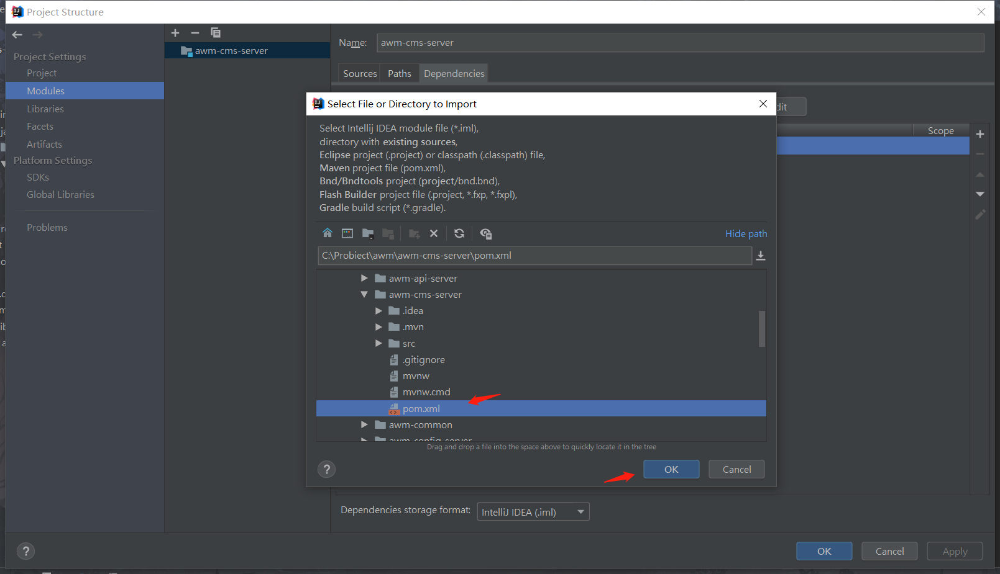 Project Structure
Project Settings
Project
Modules
Libraries
Facets
Artifacts
Platform Settings
SDKs
Global Libraries
Problems
awm-cms-server
Name:
awm-cms-server
Sources
Paths
Dependencies
Scope
Select File or Directory to Import
Select Intellij IDEA module file (*.iml),
directory with existing sources,
Eclipse project (.project) or classpath (.classpath) file,
Maven project file (pom.xml),
Bnd/Bndtools project (project/bnd.bnd),
Flash Builder project file (.project, *.fxp, *.fxpl),
Gradle build script (*.gradle).
Hide path
C:\Probiect\awm\awm-cms-server\pom.xml
awm-api-server
awm-cms-server
.idea
.mvn
src
.gitignore
mvnw
mvnw.cmd
pom.xml
awm-common
awm-config-server
Drag and drop a file into the space above to quickly locate it in the tree
?
OK
Cancel
Dependencies storage format:
IntelliJ IDEA (.iml)
?
OK
Cancel
Apply